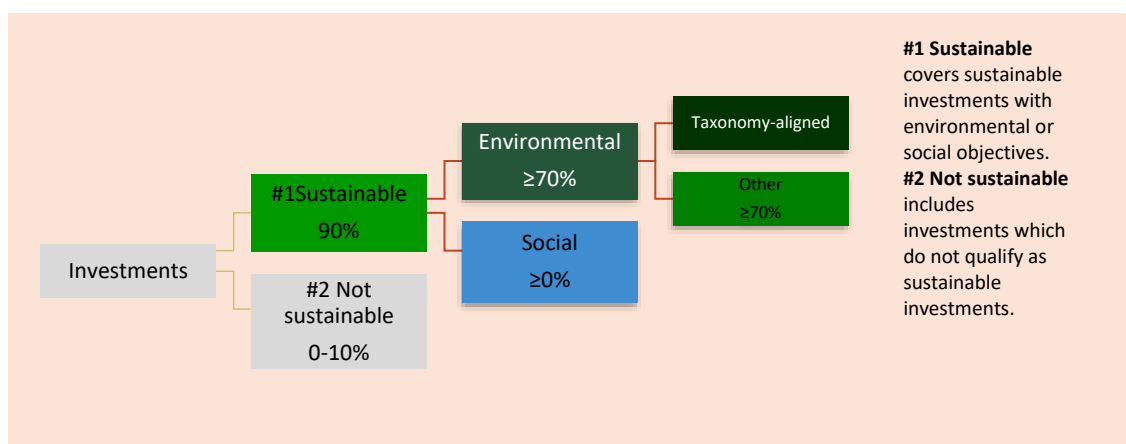 Investments
#1Sustainable
90%
#2 Not
sustainable
0-10%
Environmental
≥70%
Social
≥0%
Taxonomy-aligned
Other
≥70%
#1 Sustainable
covers sustainable
investments with
environmental or
social objectives.
#2 Not sustainable
includes
investments which
do not qualify as
sustainable
investments.